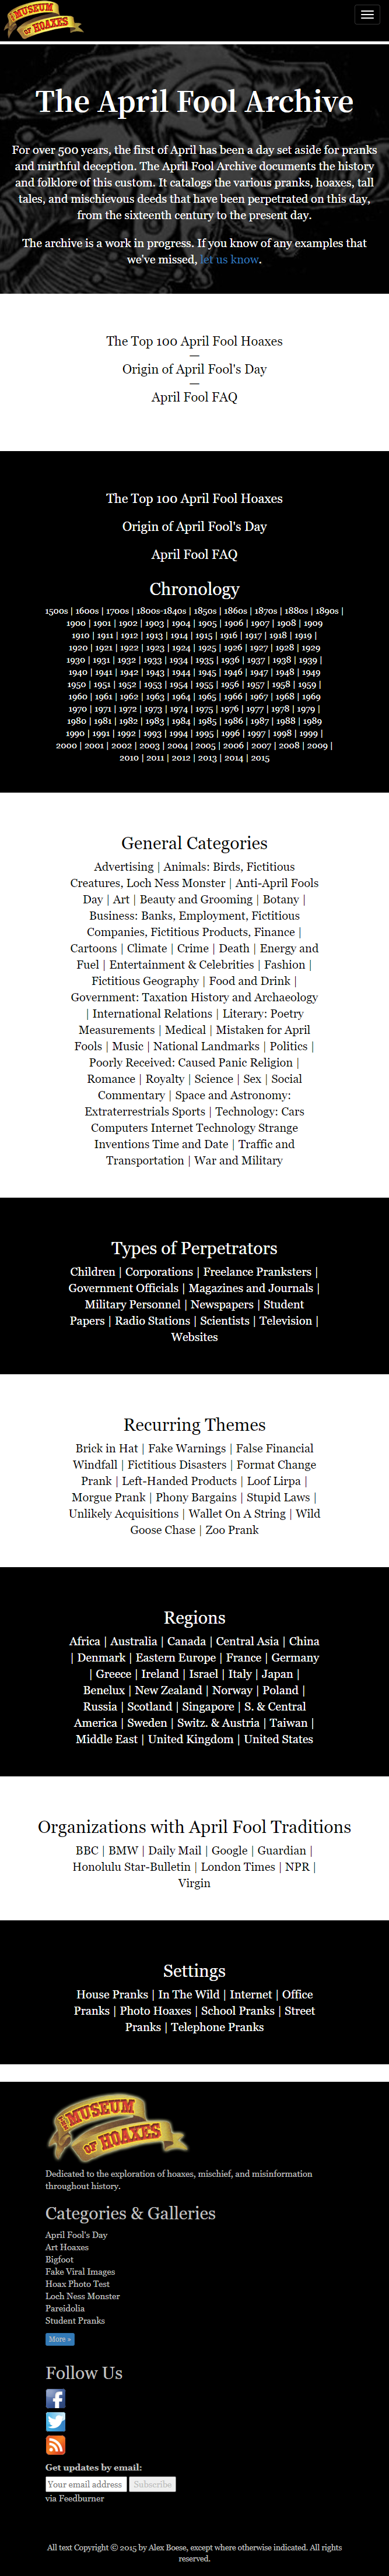 THE MUSEUM OF HOAXES
The April Fool Archive
For over 500 years, the first of April has been a day set aside for pranks
and mirthful deception. The April Fool Archive documents the history
and folklore of this custom. It catalogs the various pranks, hoaxes, tall
tales, and mischievous deeds that have been perpetrated on this day,
from the sixteenth century to the present day.
The archive is a work in progress. If you know of any examples that
we've missed, let us know.
The Top 100 April Fool Hoaxes
—
Origin of April Fool's Day
—
April Fool FAQ
The Top 100 April Fool Hoaxes
Origin of April Fool's Day
April Fool FAQ
Chronology
1500s | 1600s | 1700s | 1800s-1840s | 1850s | 1860s | 1870s | 1880s | 1890s |
1900 | 1901 | 1902 | 1903 | 1904 | 1905 | 1906 | 1907 | 1908 | 1909
1910 | 1911 | 1912 | 1913 | 1914 | 1915 | 1916 | 1917 | 1918 | 1919 |
1920 | 1921 | 1922 | 1923 | 1924 | 1925 | 1926 | 1927 | 1928 | 1929
1930 | 1931 | 1932 | 1933 | 1934 | 1935 | 1936 | 1937 | 1938 | 1939 |
1940 | 1941 | 1942 | 1943 | 1944 | 1945 | 1946 | 1947 | 1948 | 1949
1950 | 1951 | 1952 | 1953 | 1954 | 1955 | 1956 | 1957 | 1958 | 1959 |
1960 | 1961 | 1962 | 1963 | 1964 | 1965 | 1966 | 1967 | 1968 | 1969
1970 | 1971 | 1972 | 1973 | 1974 | 1975 | 1976 | 1977 | 1978 | 1979 |
1980 | 1981 | 1982 | 1983 | 1984 | 1985 | 1986 | 1987 | 1988 | 1989
1990 | 1991 | 1992 | 1993 | 1994 | 1995 | 1996 | 1997 | 1998 | 1999 |
2000 | 2001 | 2002 | 2003 | 2004 | 2005 | 2006 | 2007 | 2008 | 2009 |
2010 | 2011 | 2012 | 2013 | 2014 | 2015
General Categories
Advertising | Animals: Birds, Fictitious
Creatures, Loch Ness Monster | Anti-April Fools
Day | Art | Beauty and Grooming | Botany |
Business: Banks, Employment, Fictitious
Companies, Fictitious Products, Finance |
Cartoons | Climate | Crime | Death | Energy and
Fuel | Entertainment & Celebrities | Fashion |
Fictitious Geography | Food and Drink |
Government: Taxation History and Archaeology
| International Relations | Literary: Poetry
Measurements | Medical | Mistaken for April
Fools | Music | National Landmarks | Politics |
Poorly Received: Caused Panic Religion |
Romance | Royalty | Science | Sex | Social
Commentary | Space and Astronomy:
Extraterrestrials Sports | Technology: Cars
Computers Internet Technology Strange
Inventions Time and Date | Traffic and
Transportation | War and Military
Types of Perpetrators
Children | Corporations | Freelance Pranksters |
Government Officials | Magazines and Journals |
Military Personnel | Newspapers | Student
Papers | Radio Stations | Scientists | Television |
Websites
Recurring Themes
Brick in Hat | Fake Warnings | False Financial
Windfall | Fictitious Disasters | Format Change
Prank | Left-Handed Products | Loof Lirpa |
Morgue Prank | Phony Bargains | Stupid Laws |
Unlikely Acquisitions | Wallet On A String | Wild
Goose Chase | Zoo Prank
Regions
Africa | Australia | Canada | Central Asia | China
| Denmark | Eastern Europe | France | Germany
| Greece | Ireland | Israel | Italy | Japan |
Benelux | New Zealand | Norway | Poland |
Russia | Scotland | Singapore | S. & Central
America | Sweden | Switz. & Austria | Taiwan |
Middle East | United Kingdom | United States
Organizations with April Fool Traditions
BBC | BMW | Daily Mail | Google | Guardian |
Honolulu Star-Bulletin | London Times | NPR |
Virgin
Settings
House Pranks | In The Wild | Internet | Office
Pranks | Photo Hoaxes | School Pranks | Street
Pranks | Telephone Pranks
THE MUSEUM OF HOAXES
Dedicated to the exploration of hoaxes, mischief, and misinformation
throughout history.
Categories & Galleries
April Fool's Day
Art Hoaxes
Bigfoot
Fake Viral Images
Hoax Photo Test
Loch Ness Monster
Pareidolia
Student Pranks
More »
Follow Us
Get updates by email:
Your email address Subscribe
via Feedburner
All text Copyright © 2015 by Alex Boese, except where otherwise indicated. All rights
reserved.